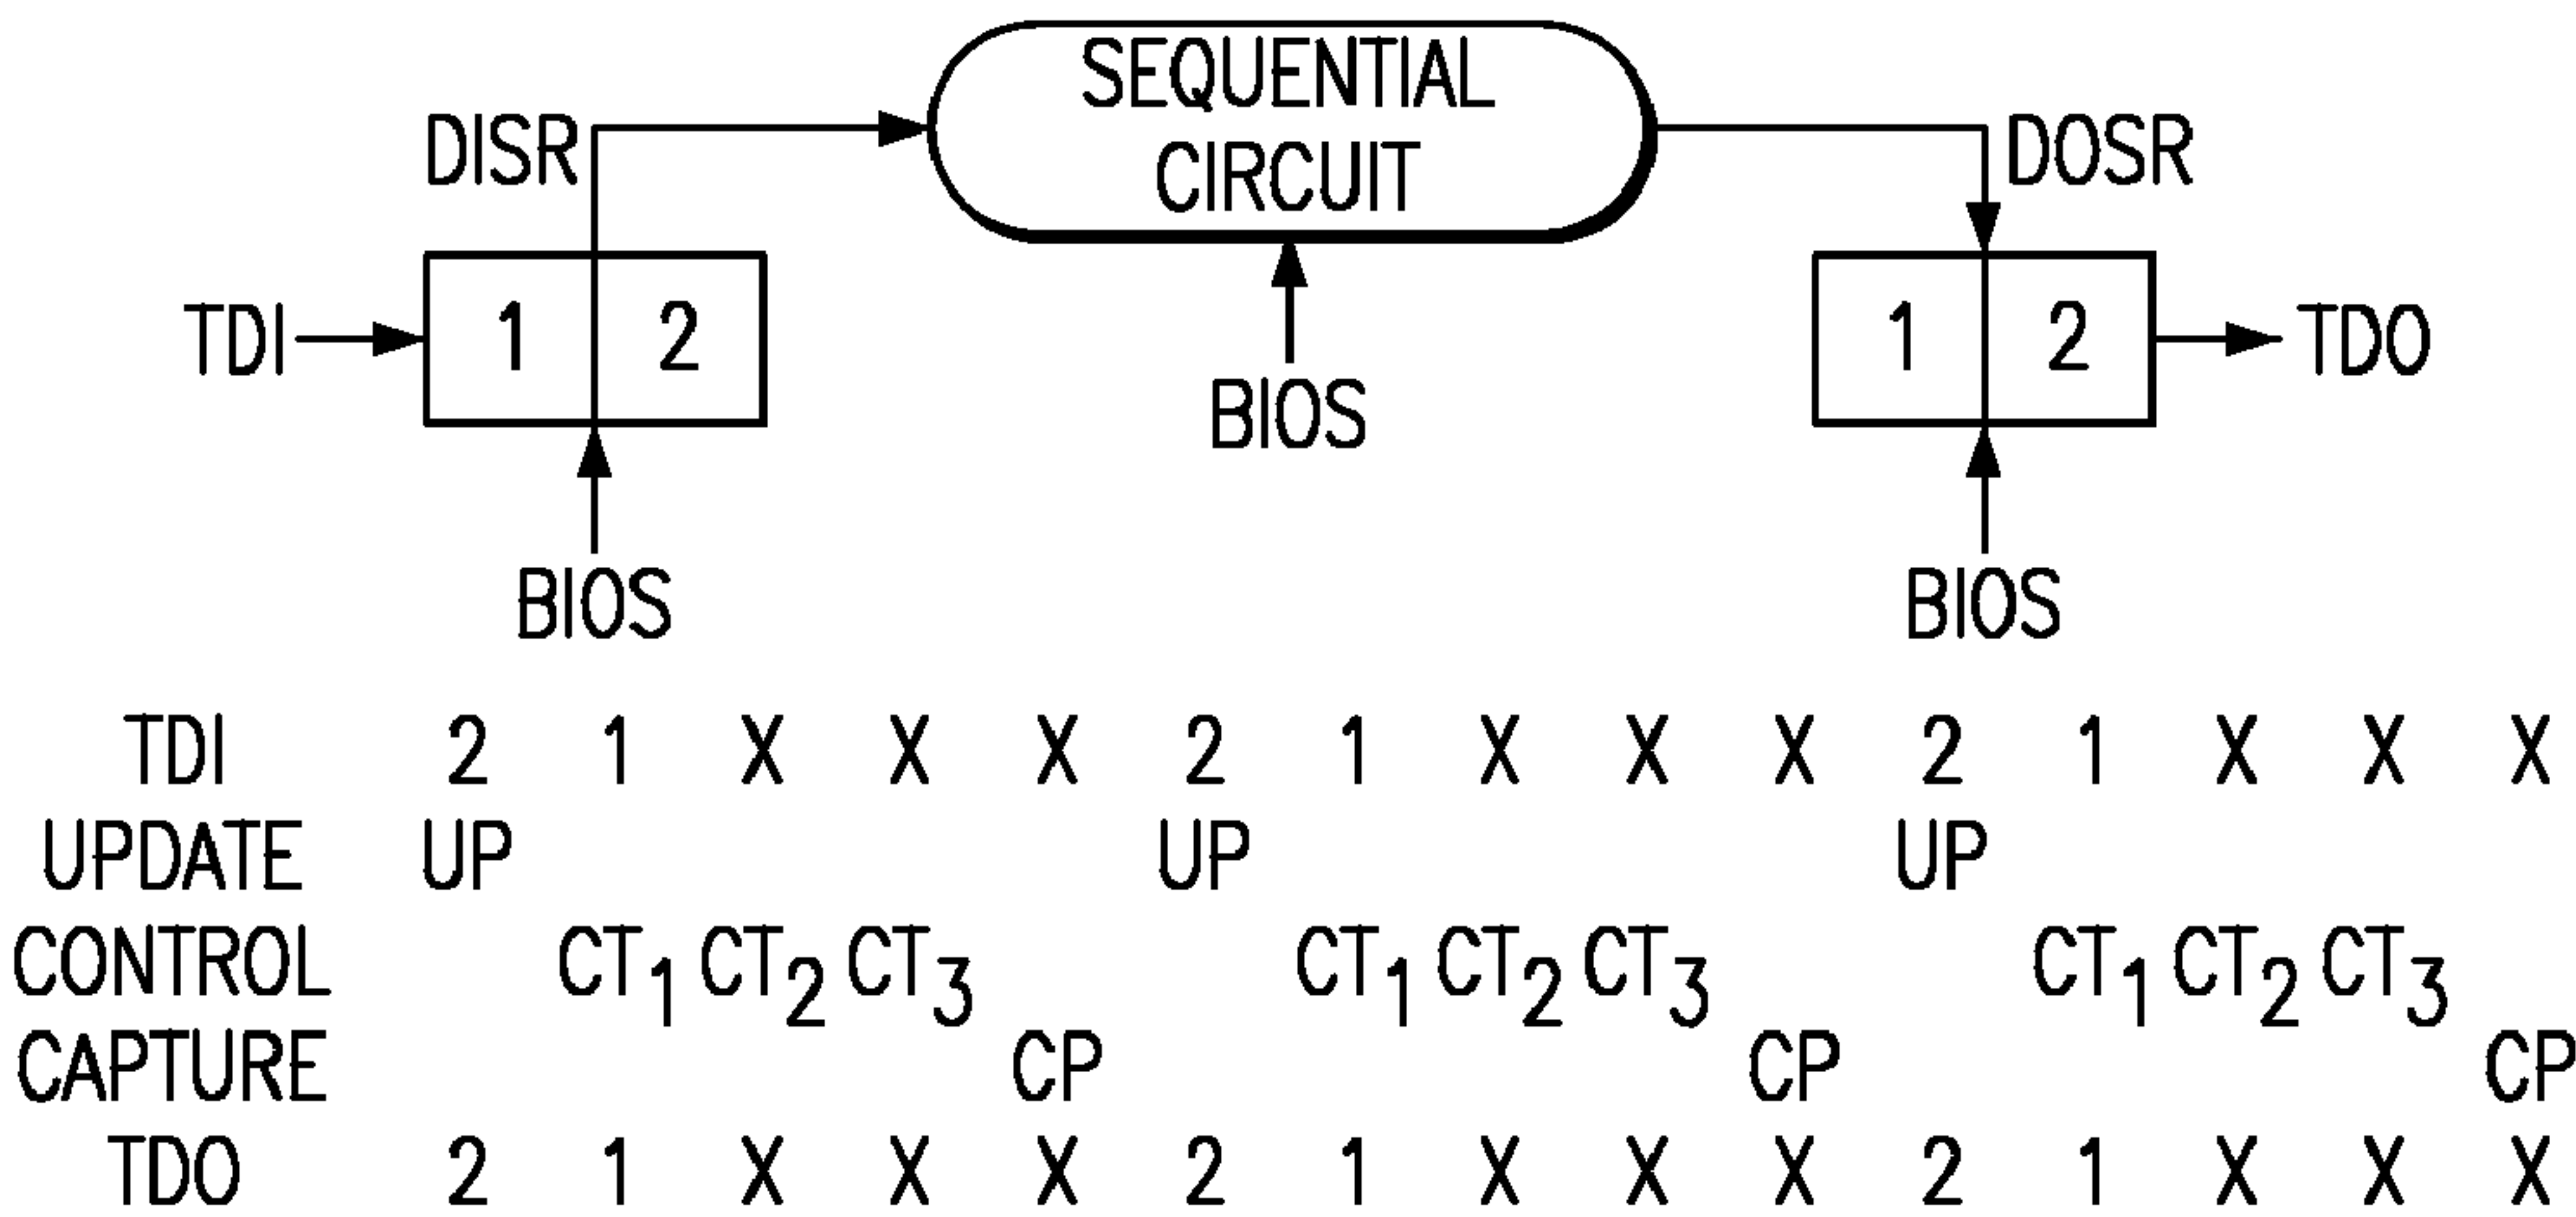 SEQUENTIAL
CIRCUIT
DISR
DOSR
TDI 1 2
1 2 TDO
BIOS
BIOS
BIOS
TDI 2 1 X X X 2 1 X X X 2 1 X X X
UPDATE UP UP UP
CONTROL CT1 CT2 CT3 CT1 CT2 CT3 CT1 CT2 CT3
CAPTURE CP CP CP
TDO 2 1 X X X 2 1 X X X 2 1 X X X